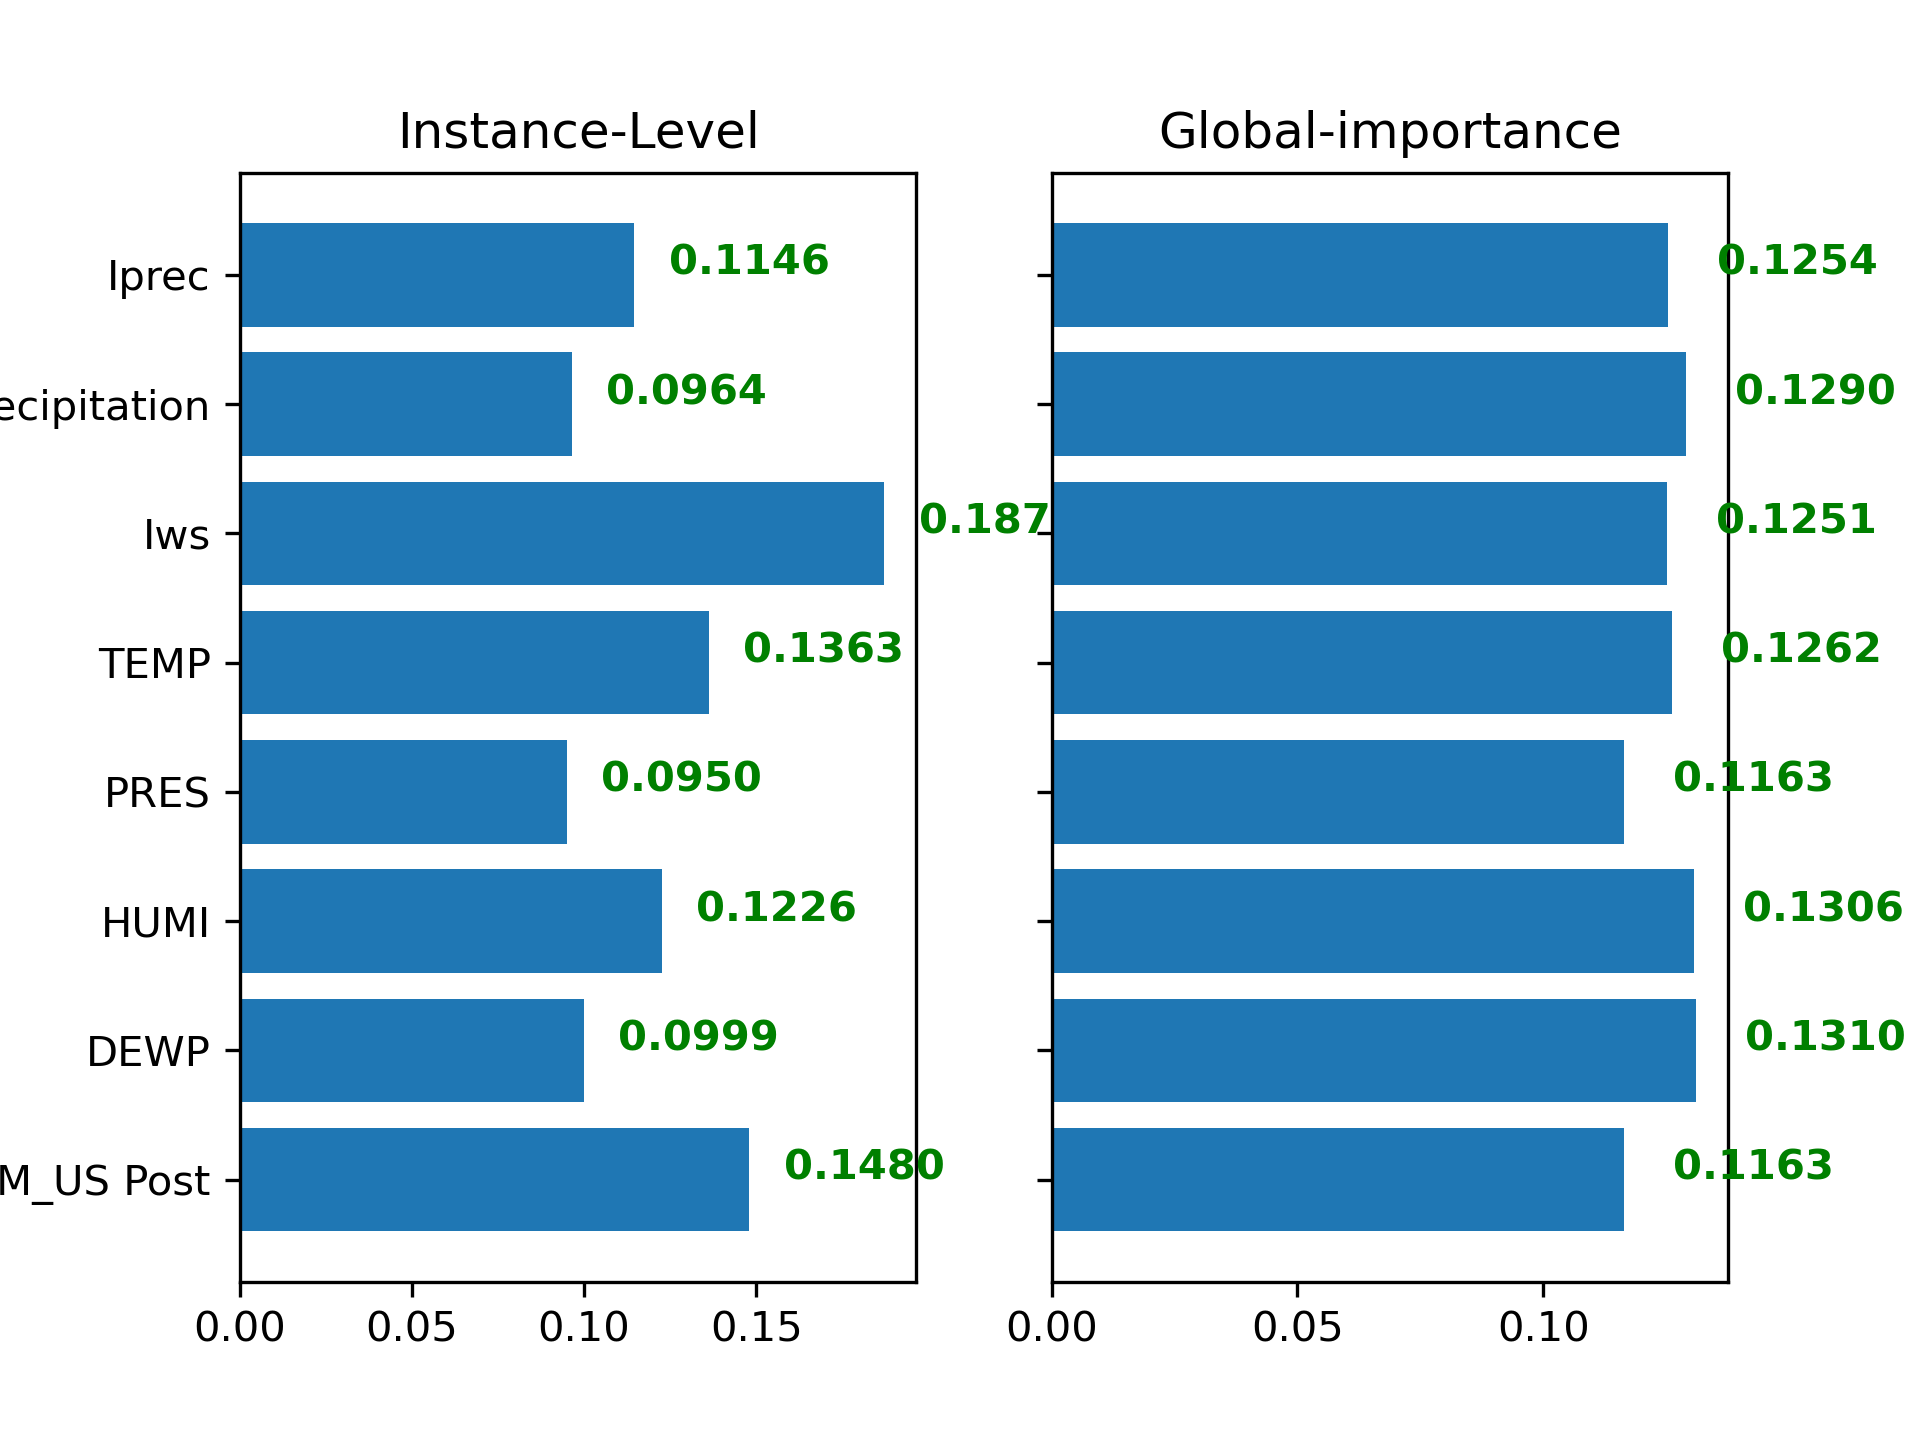 Instance-Level
Global-importance
Iprec
0.1146
0.1254
ecipitation
0.0964
0.1290
Iws
0.187
0.1251
TEMP
0.1363
0.1262
PRES
0.0950
0.1163
HUMI
0.1226
0.1306
DEWP
0.0999
0.1310
M_US Post
0.1480
0.1163
0.00 0.05 0.10 0.15
0.00 0.05 0.10